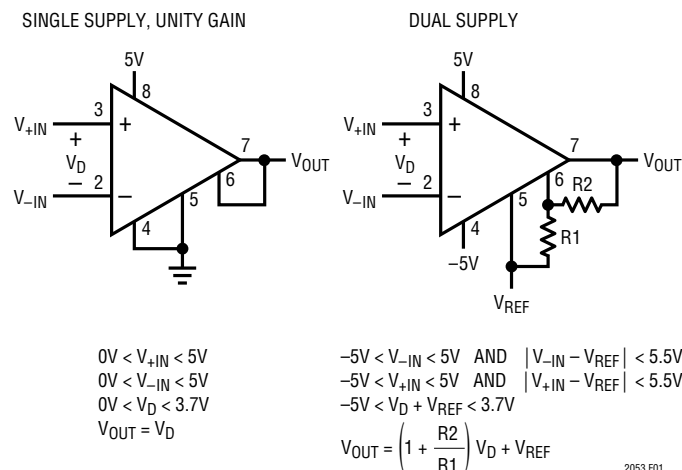 SINGLE SUPPLY, UNITY GAIN
5V
8
3
V+IN
+
+
VD
–
2
V–IN
–
7
VOUT
6
5
4
0V < V+IN < 5V
0V < V–IN < 5V
0V < VD < 3.7V
VOUT = VD
DUAL SUPPLY
5V
8
3
V+IN
+
+
VD
–
2
V–IN
–
7
VOUT
6
R2
5
R1
4
–5V
VREF
–5V < V–IN < 5V AND |V–IN – VREF| < 5.5V
–5V < V+IN < 5V AND |V+IN – VREF| < 5.5V
–5V < VD + VREF < 3.7V
VOUT = (1 + R2/R1) VD + VREF
2053 F01